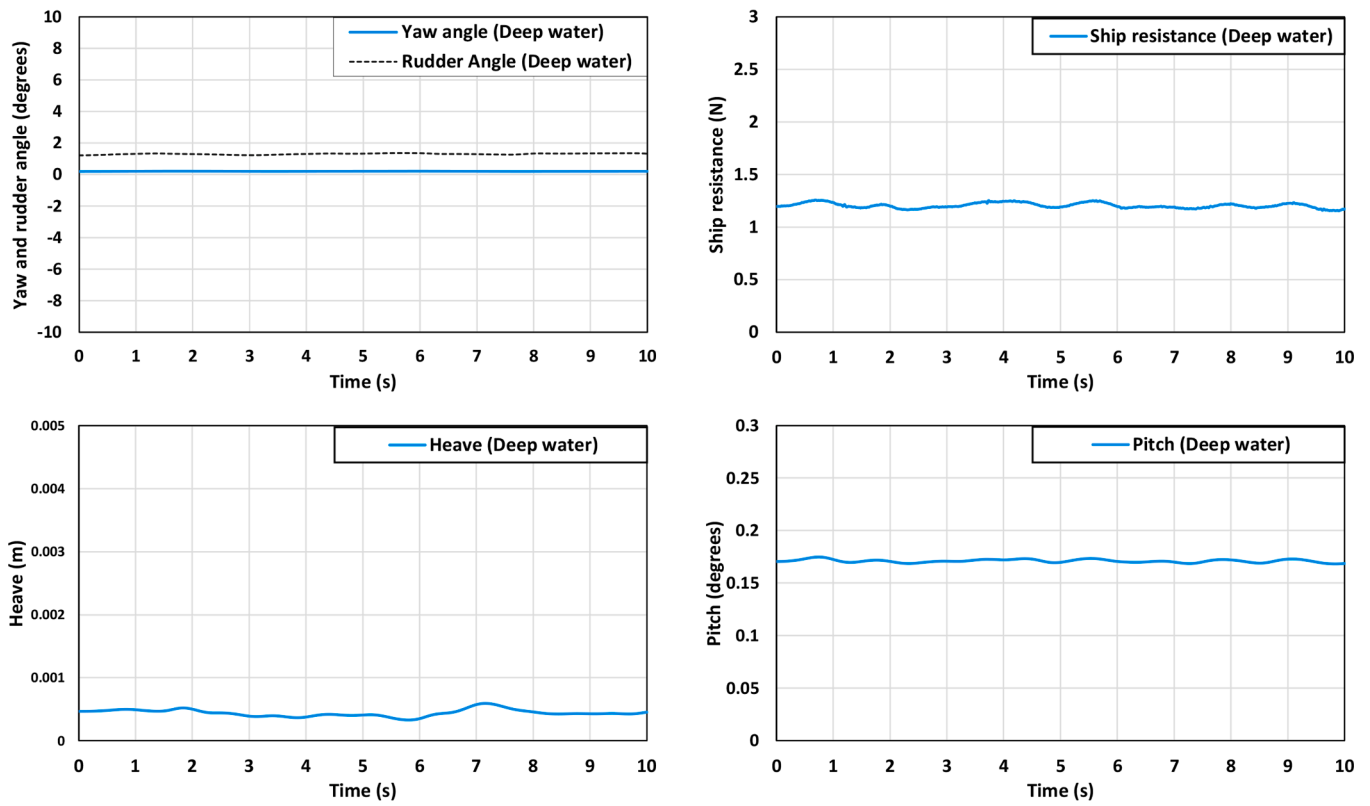 Yaw and rudder angle (degrees)
10
8
6
4
2
0
-2
-4
-6
-8
-10
Yaw angle (Deep water)
Rudder Angle (Deep water)
0 1 2 3 4 5 6 7 8 9 10
Time (s)
Ship resistance (N)
3
2.5
2
1.5
1
0.5
0
Ship resistance (Deep water)
0 1 2 3 4 5 6 7 8 9 10
Time (s)
Heave (m)
0.005
0.004
0.003
0.002
0.001
0
Heave (Deep water)
0 1 2 3 4 5 6 7 8 9 10
Time (s)
Pitch (degrees)
0.3
0.25
0.2
0.15
0.1
0.05
0
Pitch (Deep water)
0 1 2 3 4 5 6 7 8 9 10
Time (s)